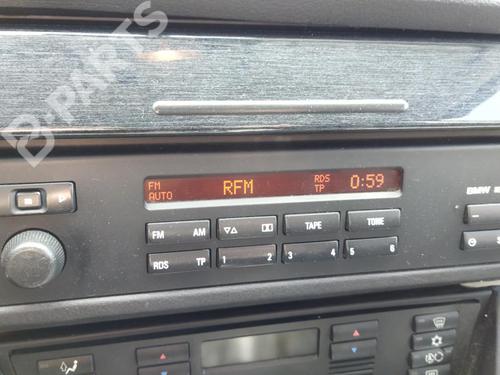 B-PARTS
FM RFM RDS 0:59
AUTO TP
BMW
FM AM TAPE TONE
RDS TP 1 2 3 4 5 6